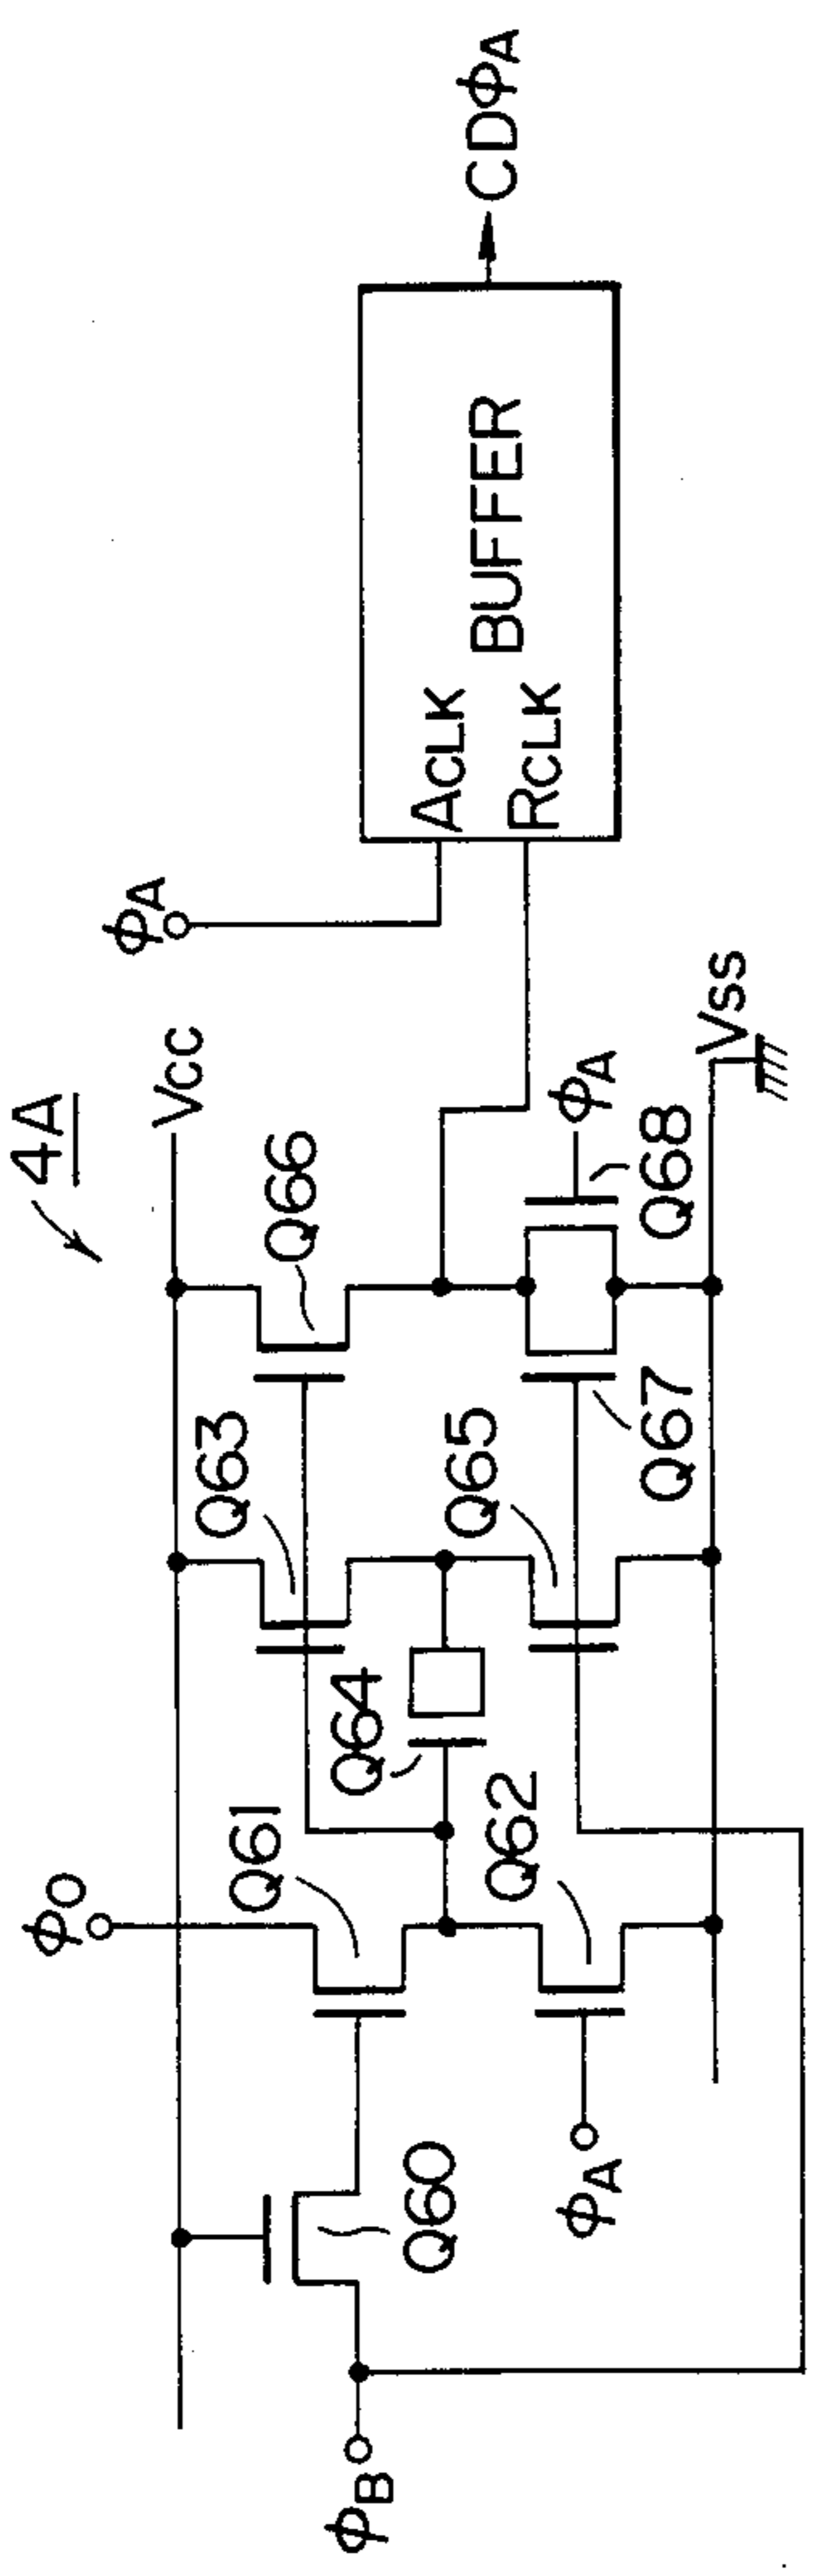 4A
φO
Vcc
φA
Q61
Q63
Q66
ACLK
BUFFER
CDφA
RCLK
Q64
φB
Q60
Q62
Q65
φA
φA
Q67
Q68
Vss